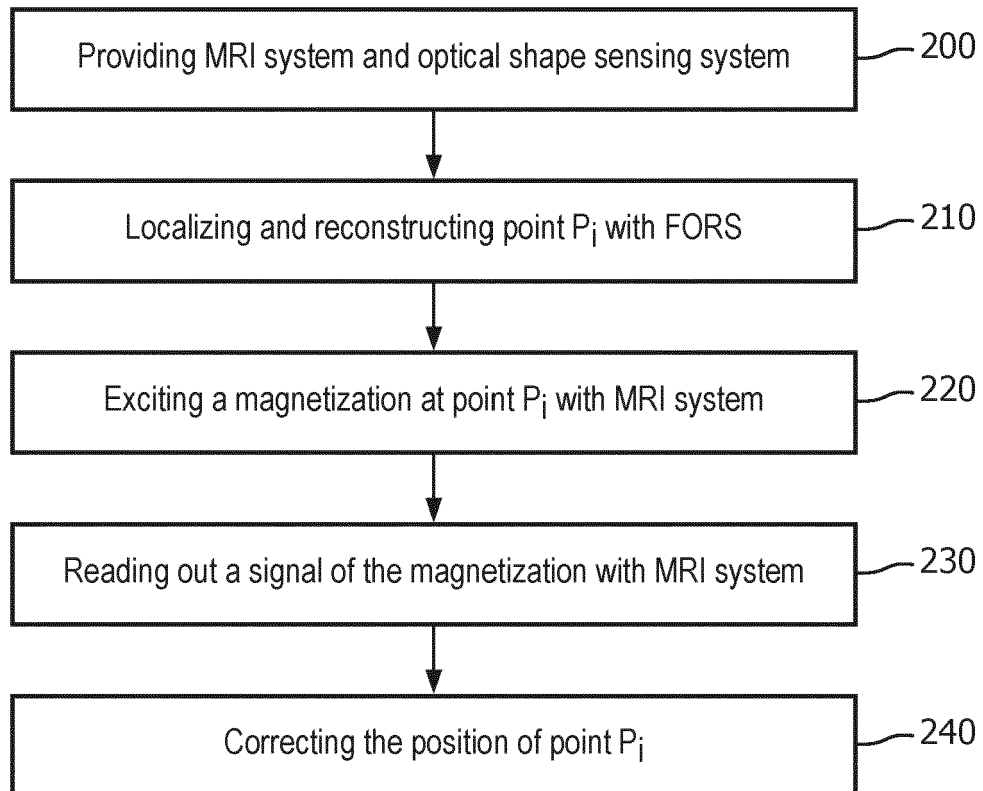 Providing MRI system and optical shape sensing system 200
Localizing and reconstructing point Pi with FORS 210
Exciting a magnetization at point Pi with MRI system 220
Reading out a signal of the magnetization with MRI system 230
Correcting the position of point Pi 240